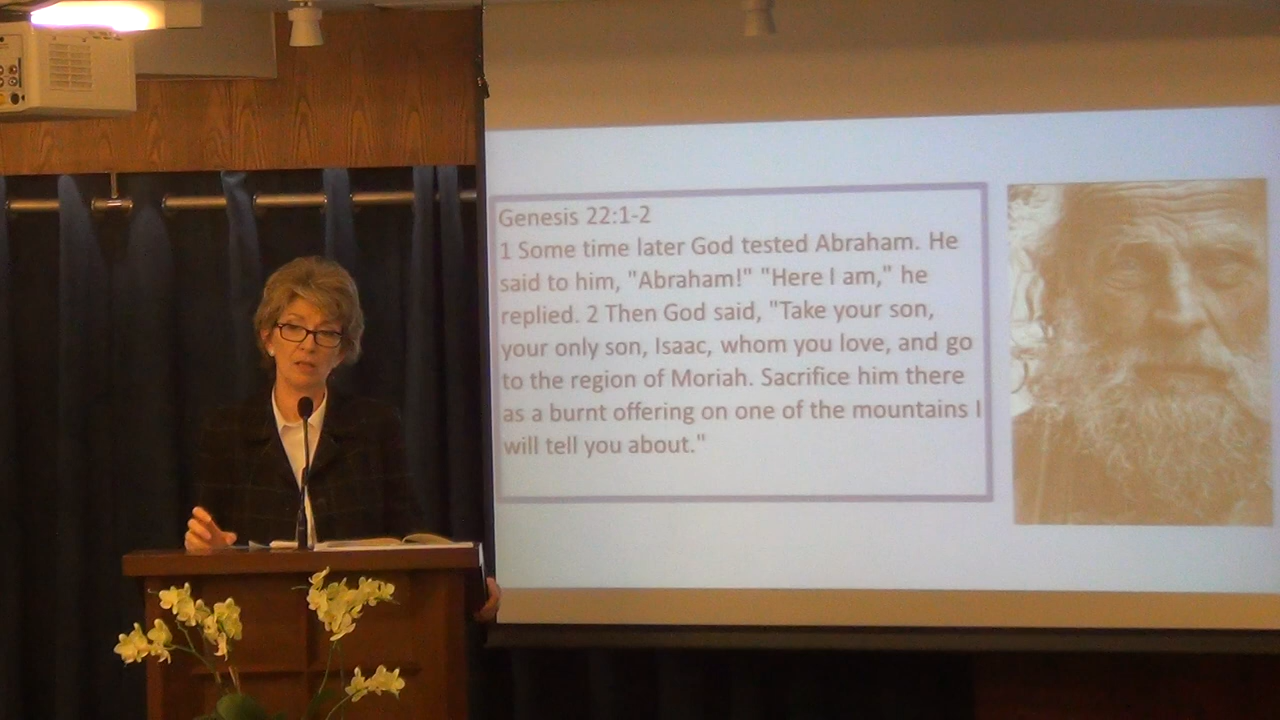 Genesis 22:1-2
1 Some time later God tested Abraham. He
said to him, "Abraham!" "Here I am," he
replied. 2 Then God said, "Take your son,
your only son, Isaac, whom you love, and go
to the region of Moriah. Sacrifice him there
as a burnt offering on one of the mountains I
will tell you about."